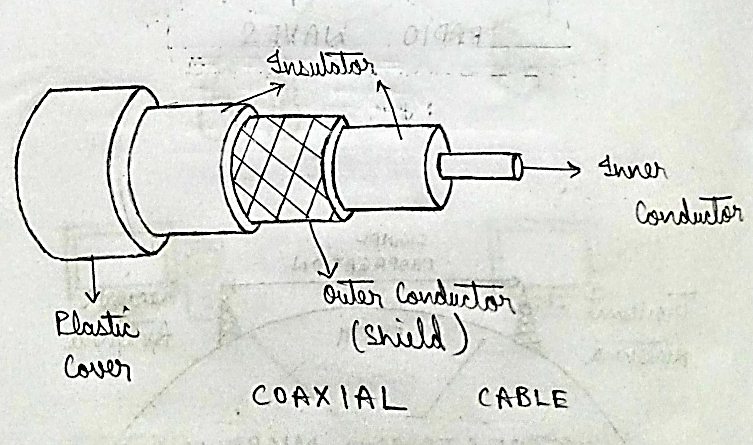 Insulator
Inner
Conductor
Plastic
Cover
Outer Conductor
(Shield)
COAXIAL CABLE